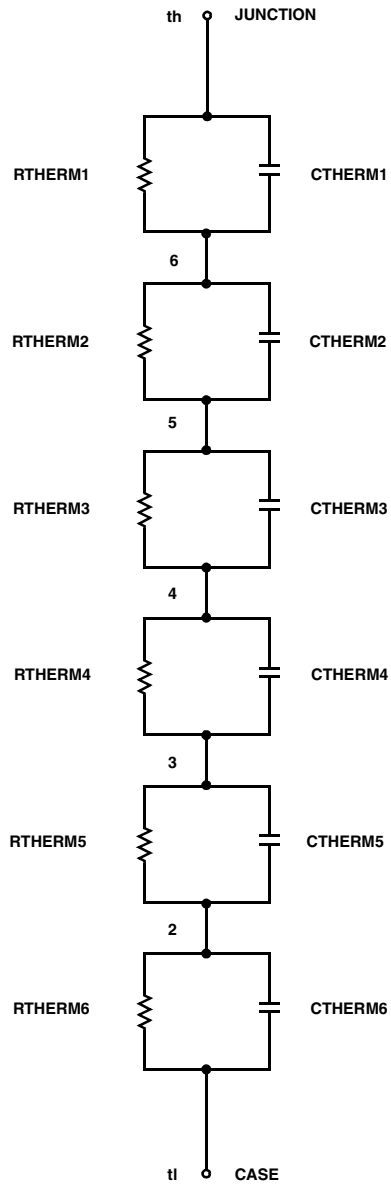 th JUNCTION
RTHERM1 CTHERM1
6
RTHERM2 CTHERM2
5
RTHERM3 CTHERM3
4
RTHERM4 CTHERM4
3
RTHERM5 CTHERM5
2
RTHERM6 CTHERM6
tl CASE